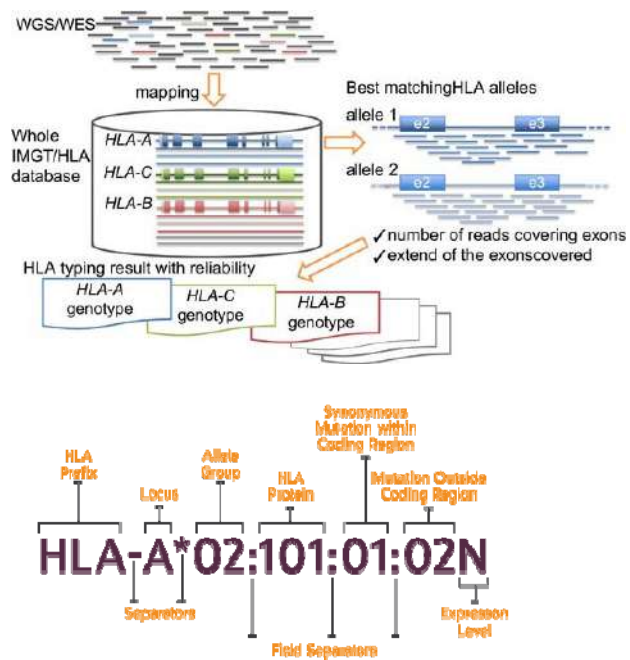 WGS/WES
mapping
Whole
IMGT/HLA
database
HLA-A
HLA-C
HLA-B
Best matchingHLA alleles
allele 1
e2
e3
allele 2
e2
e3
✓number of reads covering exons
✓extend of the exonscovered
HLA typing result with reliability
HLA-A
genotype
HLA-C
genotype
HLA-B
genotype
HLA
Prefix
Locus
Allele
Group
HLA
Protein
Synonymous
Mutation within
Coding Region
Mutation Outside
Coding Region
HLA-A*02:101:01:02N
Separators
Field Separators
Expression
Level